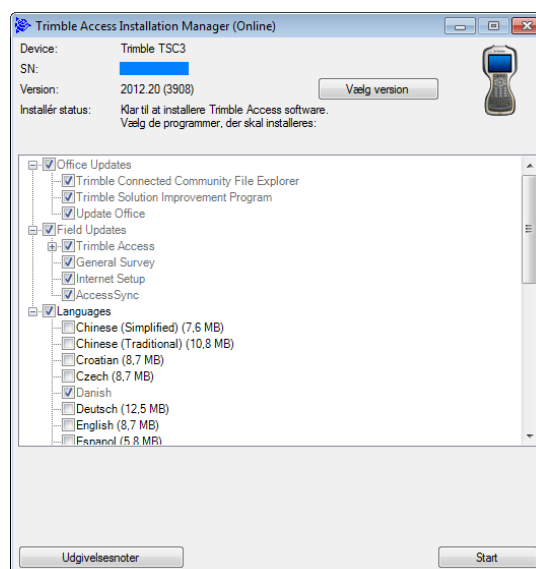 Trimble Access Installation Manager (Online)
Device: Trimble TSC3
SN:
Version: 2012.20 (3908) Vælg version
Installér status: Klar til at installere Trimble Access software.
Vælg de programmer, der skal installeres:
Office Updates
Trimble Connected Community File Explorer
Trimble Solution Improvement Program
Update Office
Field Updates
Trimble Access
General Survey
Internet Setup
AccessSync
Languages
Chinese (Simplified) (7,6 MB)
Chinese (Traditional) (10,8 MB)
Croatian (8,7 MB)
Czech (8,7 MB)
Danish
Deutsch (12,5 MB)
English (8,7 MB)
Espanol (5,8 MB)
Udgivelsesnoter Start